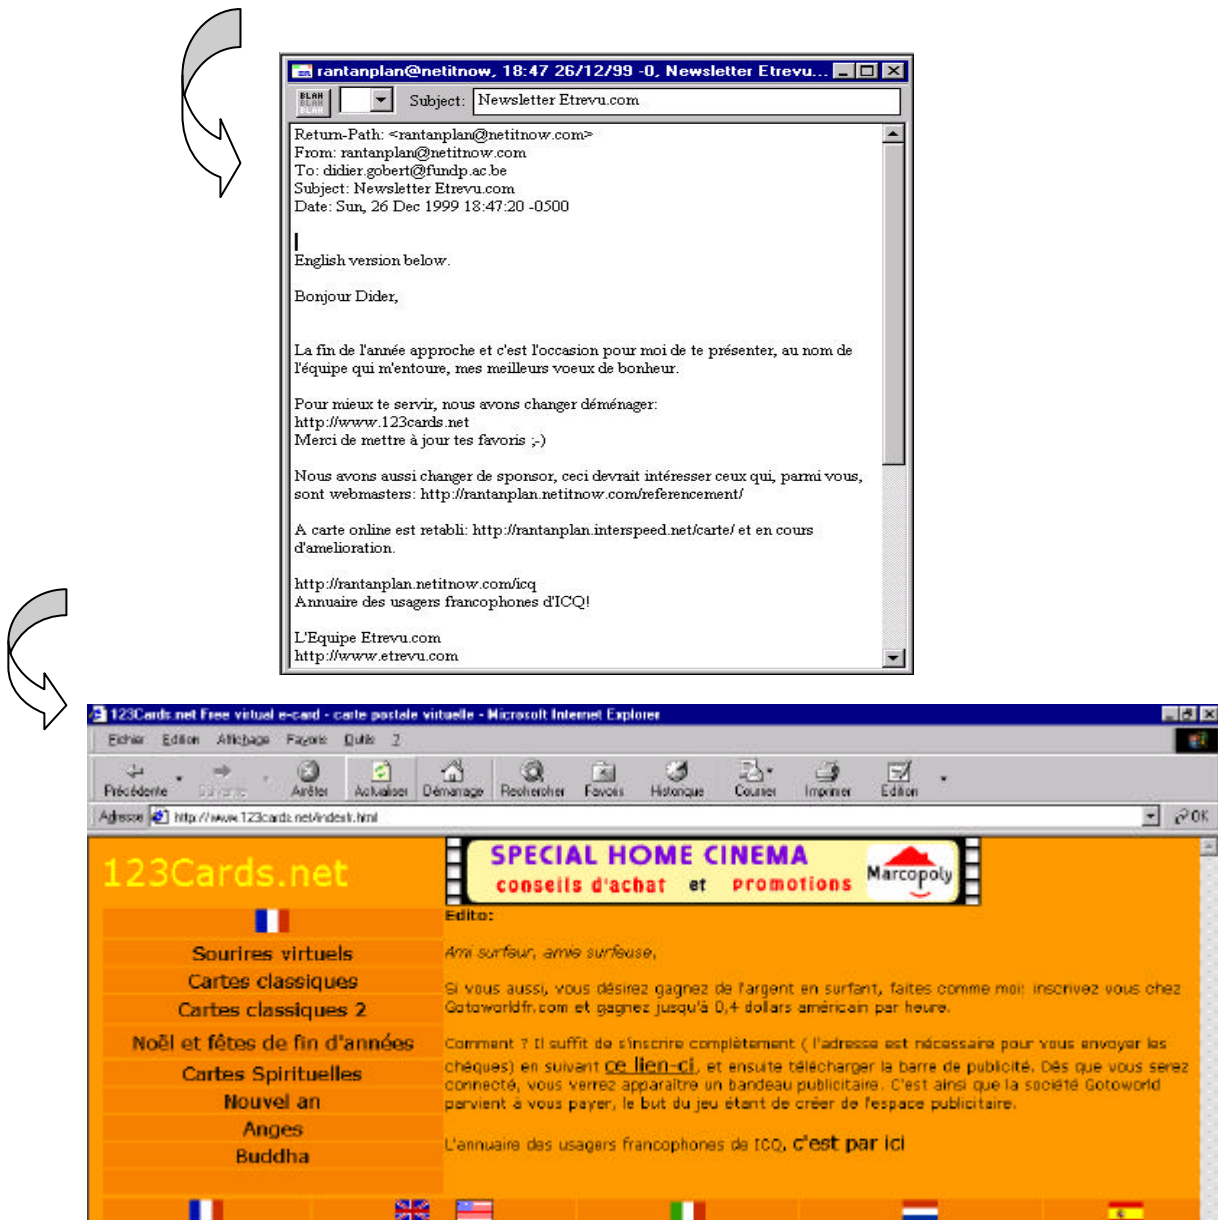 rantanplan@netitnow, 18:47 26/12/99 -0, Newsletter Etrevu...
BLAH
BLAH
BLAH
Subject: Newsletter Etrevu.com
Return-Path: <rantanplan@netitnow.com>
From: rantanplan@netitnow.com
To: didier.gobert@fundp.ac.be
Subject: Newsletter Etrevu.com
Date: Sun, 26 Dec 1999 18:47:20 -0500
English version below.
Bonjour Dider,
La fin de l'année approche et c'est l'occasion pour moi de te présenter, au nom de
l'équipe qui m'entoure, mes meilleurs voeux de bonheur.
Pour mieux te servir, nous avons changer déménager:
http://www.123cards.net
Merci de mettre à jour tes favoris ;-)
Nous avons aussi changer de sponsor, ceci devrait intéresser ceux qui, parmi vous,
sont webmasters: http://rantanplan.netitnow.com/referencement/
A carte online est retabli: http://rantanplan.interspeed.net/carte/ et en cours
d'amelioration.
http://rantanplan.netitnow.com/icq
Annuaire des usagers francophones d'ICQ!
L'Equipe Etrevu.com
http://www.etrevu.com
123Cards.net Free virtual e-card - carte postale virtuelle - Microsoft Internet Explorer
Fichier Edition Affichage Favoris Outils ?
Précédente Suivante Arrêter Actualiser Démarrage Rechercher Favoris Historique Courrier Imprimer Edition
Adresse http://www.123cards.net/indexfr.html OK
123Cards.net
SPECIAL HOME CINEMA
conseils d'achat et promotions
Marcopoly
Sourires virtuels
Cartes classiques
Cartes classiques 2
Noël et fêtes de fin d'années
Cartes Spirituelles
Nouvel an
Anges
Buddha
Edito:
Ami surfeur, amie surfeuse,
Si vous aussi, vous désirez gagnez de l'argent en surfant, faites comme moi: inscrivez vous chez
Gotoworldfr.com et gagnez jusqu'à 0,4 dollars américain par heure.
Comment ? Il suffit de s'inscrire complètement ( l'adresse est nécessaire pour vous envoyer les
chéques) en suivant ce lien-ci, et ensuite télécharger la barre de publicité. Dés que vous serez
connecté, vous verrez apparaître un bandeau publicitaire. C'est ainsi que la société Gotoworld
parvient à vous payer, le but du jeu étant de créer de l'espace publicitaire.
L'annuaire des usagers francophones de ICQ, c'est par ici